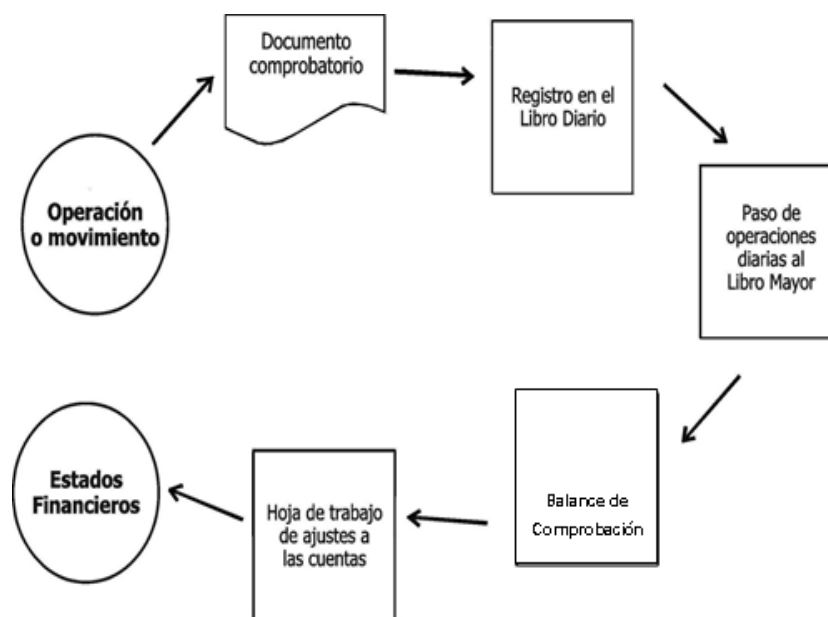 Documento
comprobatorio
Registro en el
Libro Diario
Operación
o movimiento
Paso de
operaciones
diarias al
Libro Mayor
Balance de
Comprobación
Hoja de trabajo
de ajustes a
las cuentas
Estados
Financieros